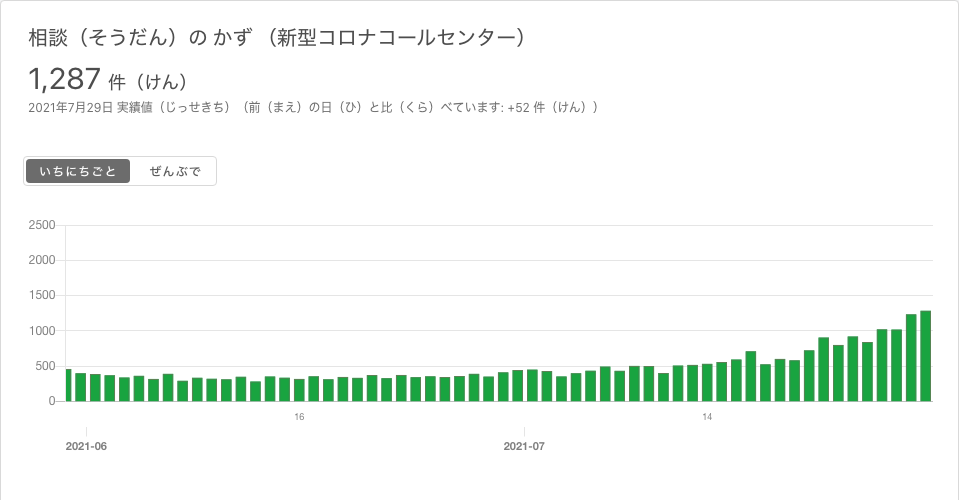 相談（そうだん）の かず （新型コロナコールセンター）
1,287 件（けん）
2021年7月29日 実績値（じっせきち）（前（まえ）の日（ひ）と比（くら）べています: +52 件（けん））
いちにちごと ぜんぶで
2500
2000
1500
1000
500
0
16 14
2021-06 2021-07